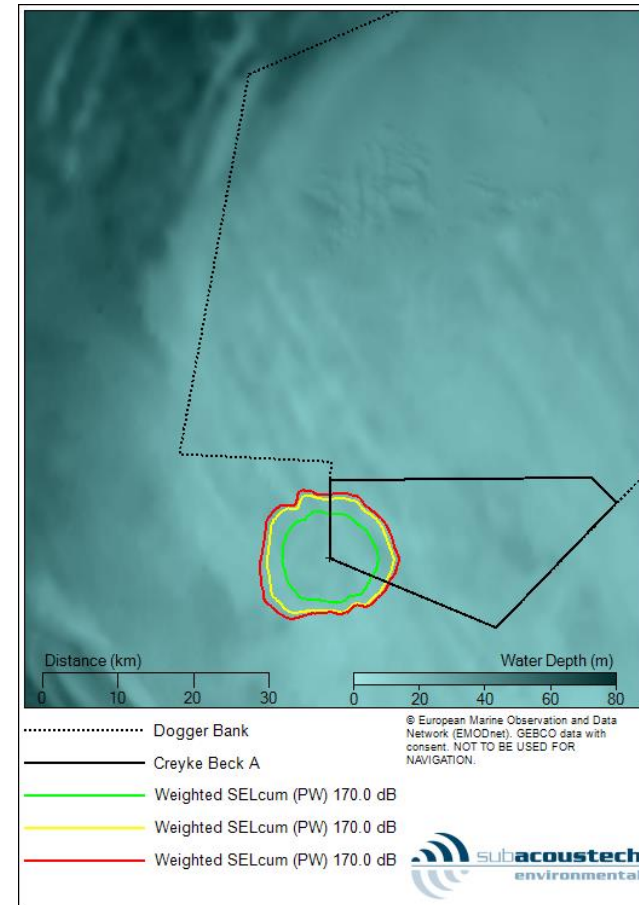 Distance (km)
0 10 20 30
Water Depth (m)
0 20 40 60 80
Dogger Bank
Creyke Beck A
Weighted SELcum (PW) 170.0 dB
Weighted SELcum (PW) 170.0 dB
Weighted SELcum (PW) 170.0 dB
© European Marine Observation and Data
Network (EMODnet). GEBCO data with
consent. NOT TO BE USED FOR
NAVIGATION.
subacoustech
environmental